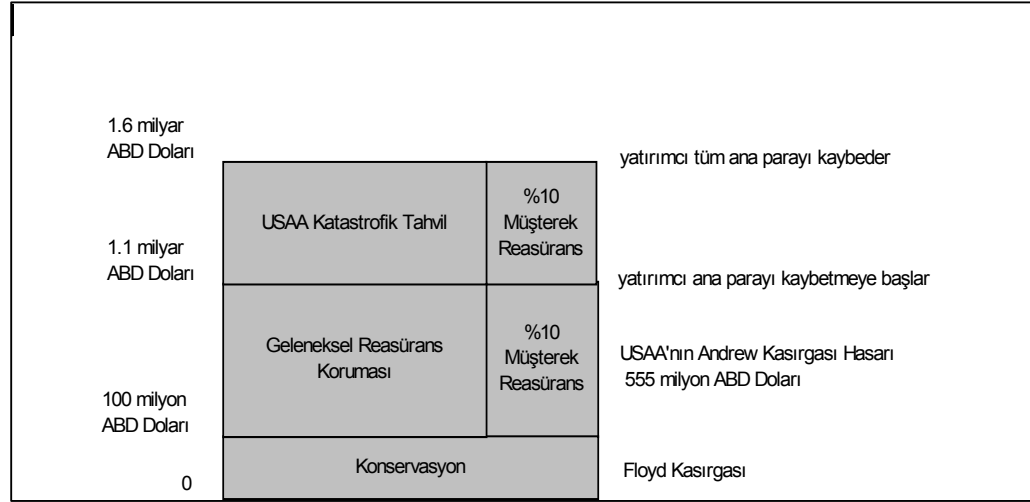 1.6 milyar
ABD Doları
yatırımcı tüm ana parayı kaybeder
USAA Katastrofik Tahvil
%10
Müşterek
Reasürans
1.1 milyar
ABD Doları
yatırımcı ana parayı kaybetmeye başlar
Geleneksel Reasürans
Koruması
%10
Müşterek
Reasürans
USAA'nın Andrew Kasırgası Hasarı
555 milyon ABD Doları
100 milyon
ABD Doları
Konservasyon
Floyd Kasırgası
0